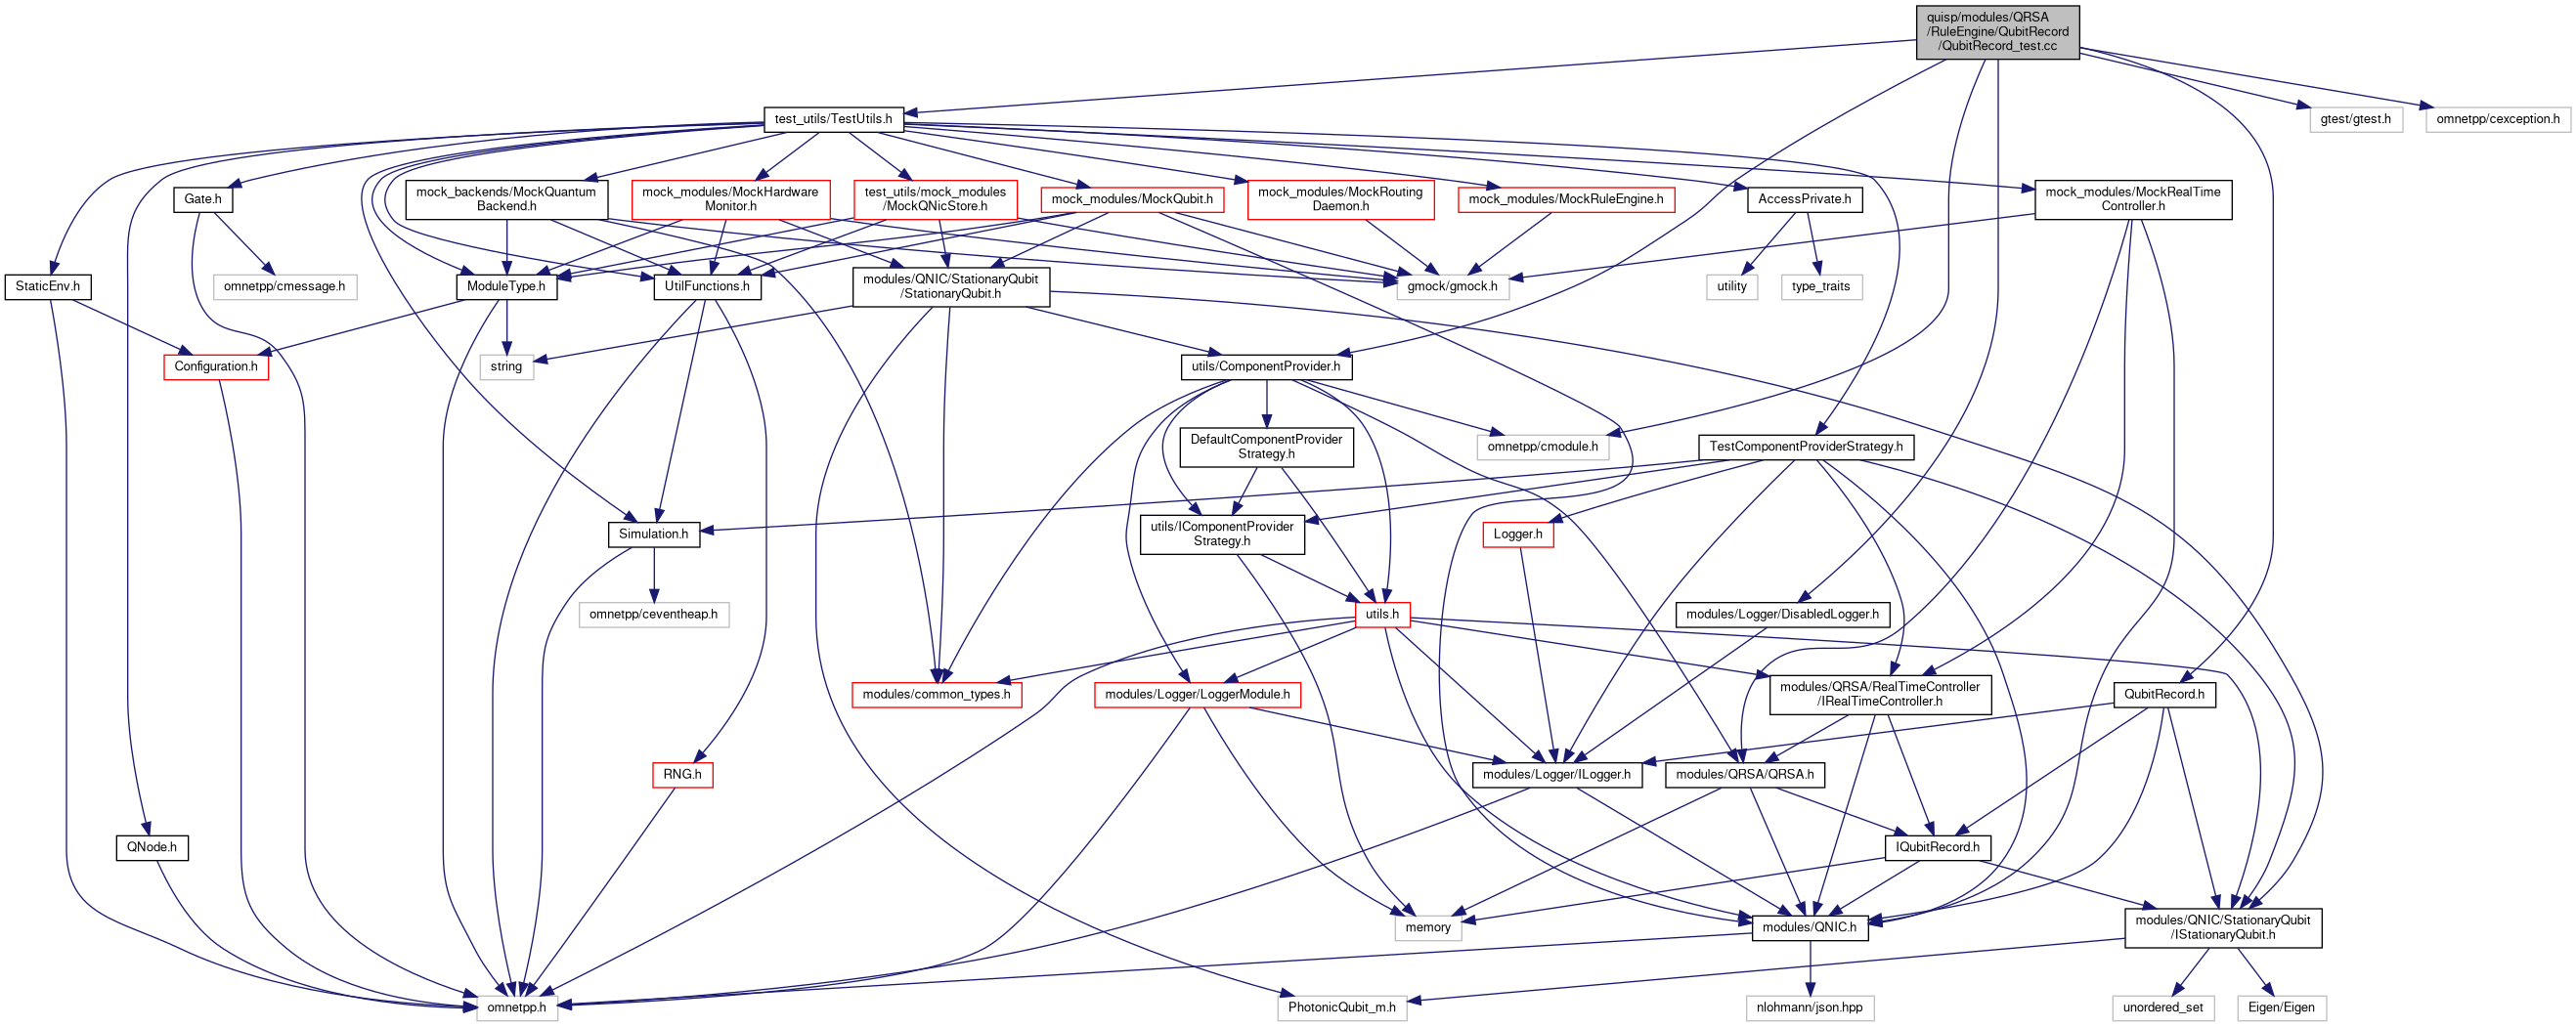 quisp/modules/QRSA
/RuleEngine/QubitRecord
/QubitRecord_test.cc
test_utils/TestUtils.h
gtest/gtest.h
omnetpp/cexception.h
Gate.h
mock_backends/MockQuantum
Backend.h
mock_modules/MockHardware
Monitor.h
test_utils/mock_modules
/MockQNicStore.h
mock_modules/MockQubit.h
mock_modules/MockRouting
Daemon.h
mock_modules/MockRuleEngine.h
AccessPrivate.h
mock_modules/MockRealTime
Controller.h
StaticEnv.h
omnetpp/cmessage.h
ModuleType.h
UtilFunctions.h
modules/QNIC/StationaryQubit
/StationaryQubit.h
gmock/gmock.h
utility
type_traits
Configuration.h
string
utils/ComponentProvider.h
DefaultComponentProvider
Strategy.h
omnetpp/cmodule.h
TestComponentProviderStrategy.h
Simulation.h
utils/IComponentProvider
Strategy.h
Logger.h
omnetpp/ceventheap.h
utils.h
modules/Logger/DisabledLogger.h
modules/common_types.h
modules/Logger/LoggerModule.h
modules/QRSA/RealTimeController
/IRealTimeController.h
QubitRecord.h
RNG.h
modules/Logger/ILogger.h
modules/QRSA/QRSA.h
QNode.h
IQubitRecord.h
memory
modules/QNIC.h
modules/QNIC/StationaryQubit
/IStationaryQubit.h
omnetpp.h
PhotonicQubit_m.h
nlohmann/json.hpp
unordered_set
Eigen/Eigen